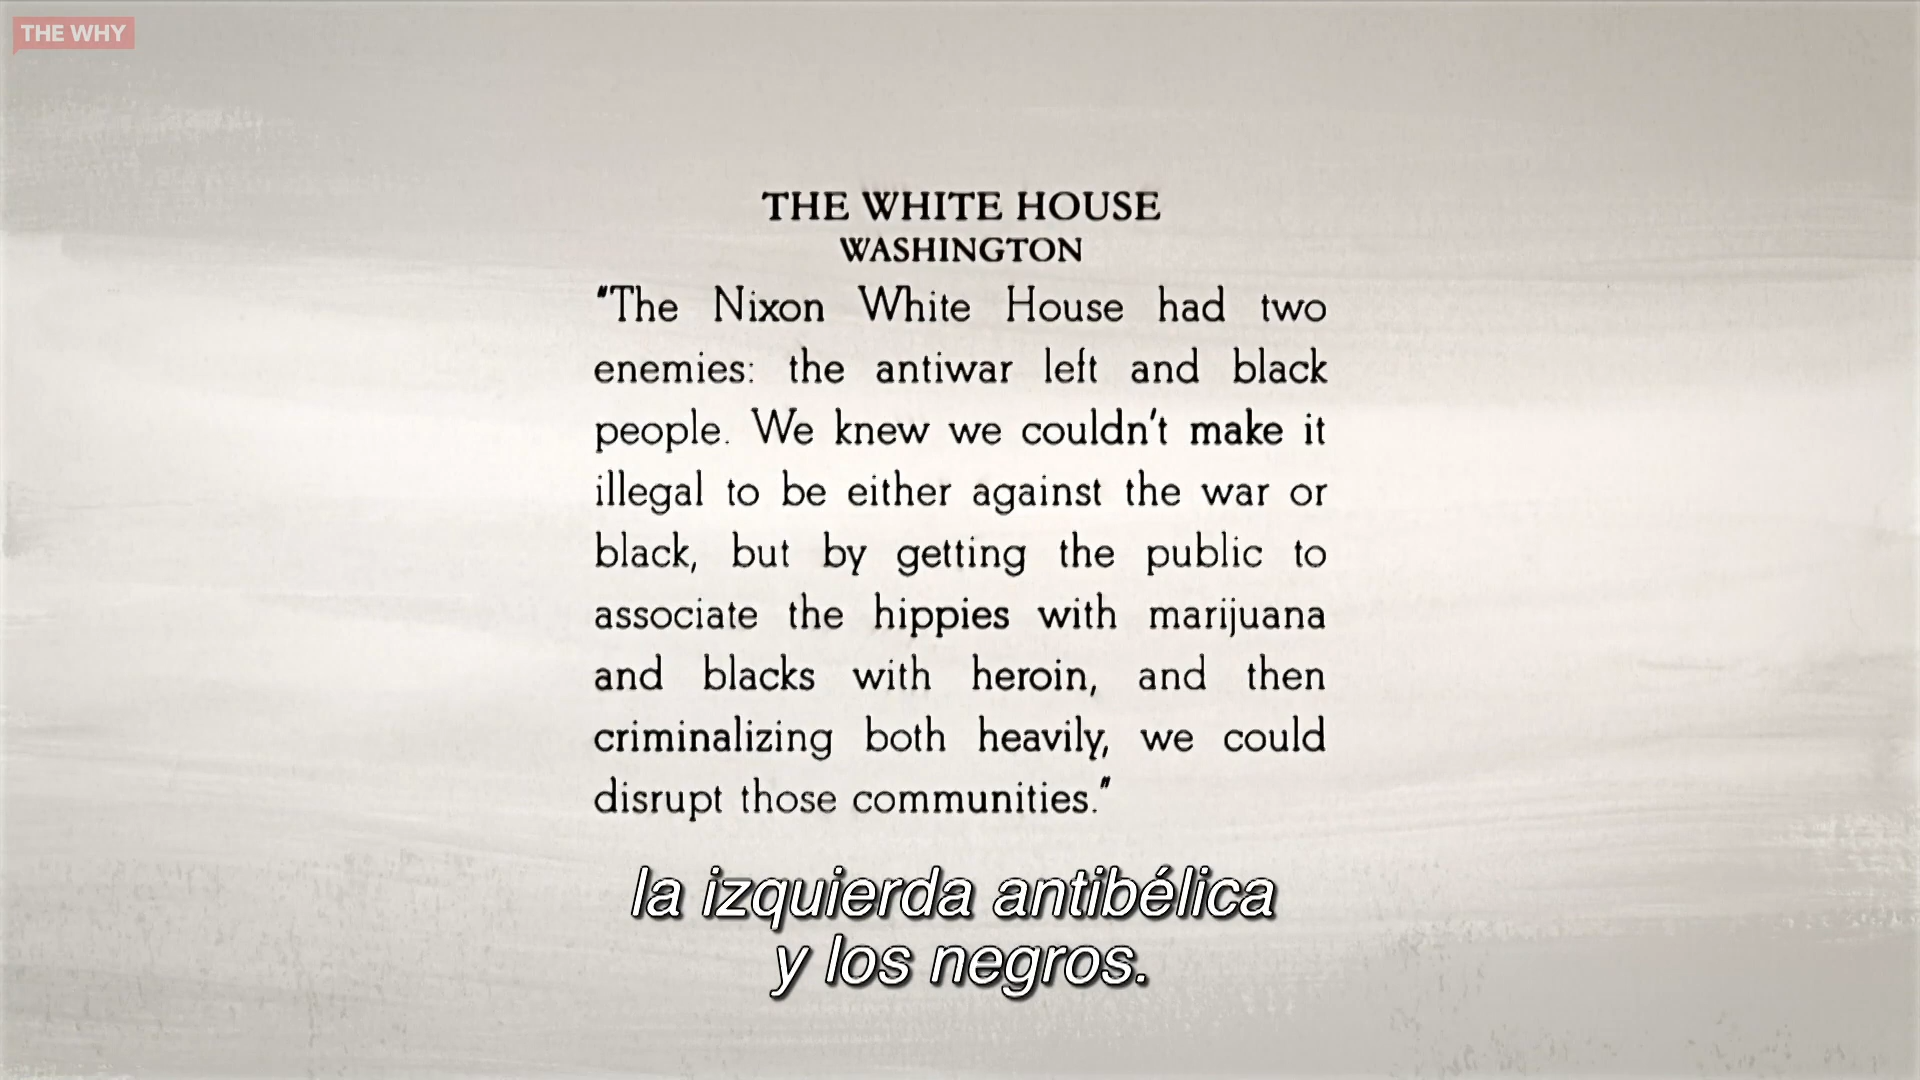 THE WHY
THE WHITE HOUSE
WASHINGTON
"The Nixon White House had two
enemies: the antiwar left and black
people. We knew we couldn't make it
illegal to be either against the war or
black, but by getting the public to
associate the hippies with marijuana
and blacks with heroin, and then
criminalizing both heavily, we could
disrupt those communities."
la izquierda antibélica
y los negros.